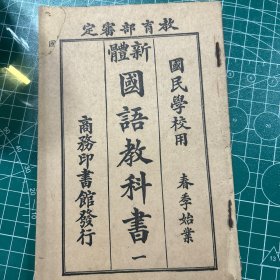 教育部審定
國民學校用 春季始業
新體
國語教科書 一
商務印書館發行